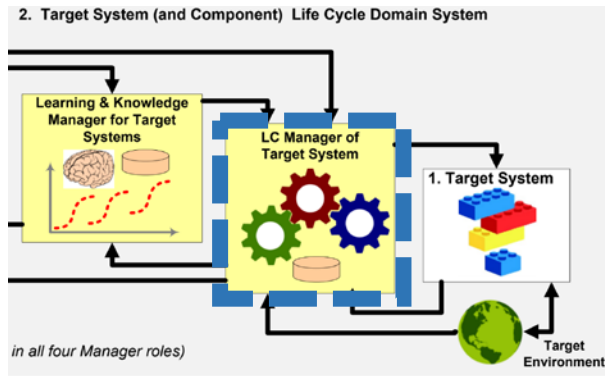 2. Target System (and Component) Life Cycle Domain System
Learning & Knowledge
Manager for Target
Systems
LC Manager of
Target System
1. Target System
Target
Environment
in all four Manager roles)